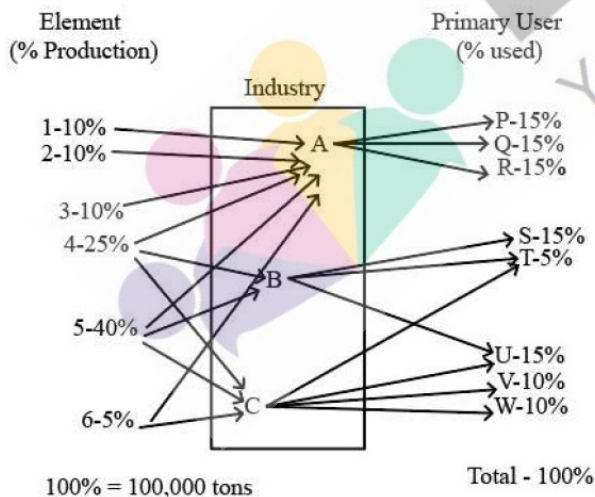 Element
(% Production)
Primary User
(% used)
Industry
1-10%
2-10%
3-10%
4-25%
5-40%
6-5%
A
B
C
P-15%
Q-15%
R-15%
S-15%
T-5%
U-15%
V-10%
W-10%
100% = 100,000 tons
Total - 100%